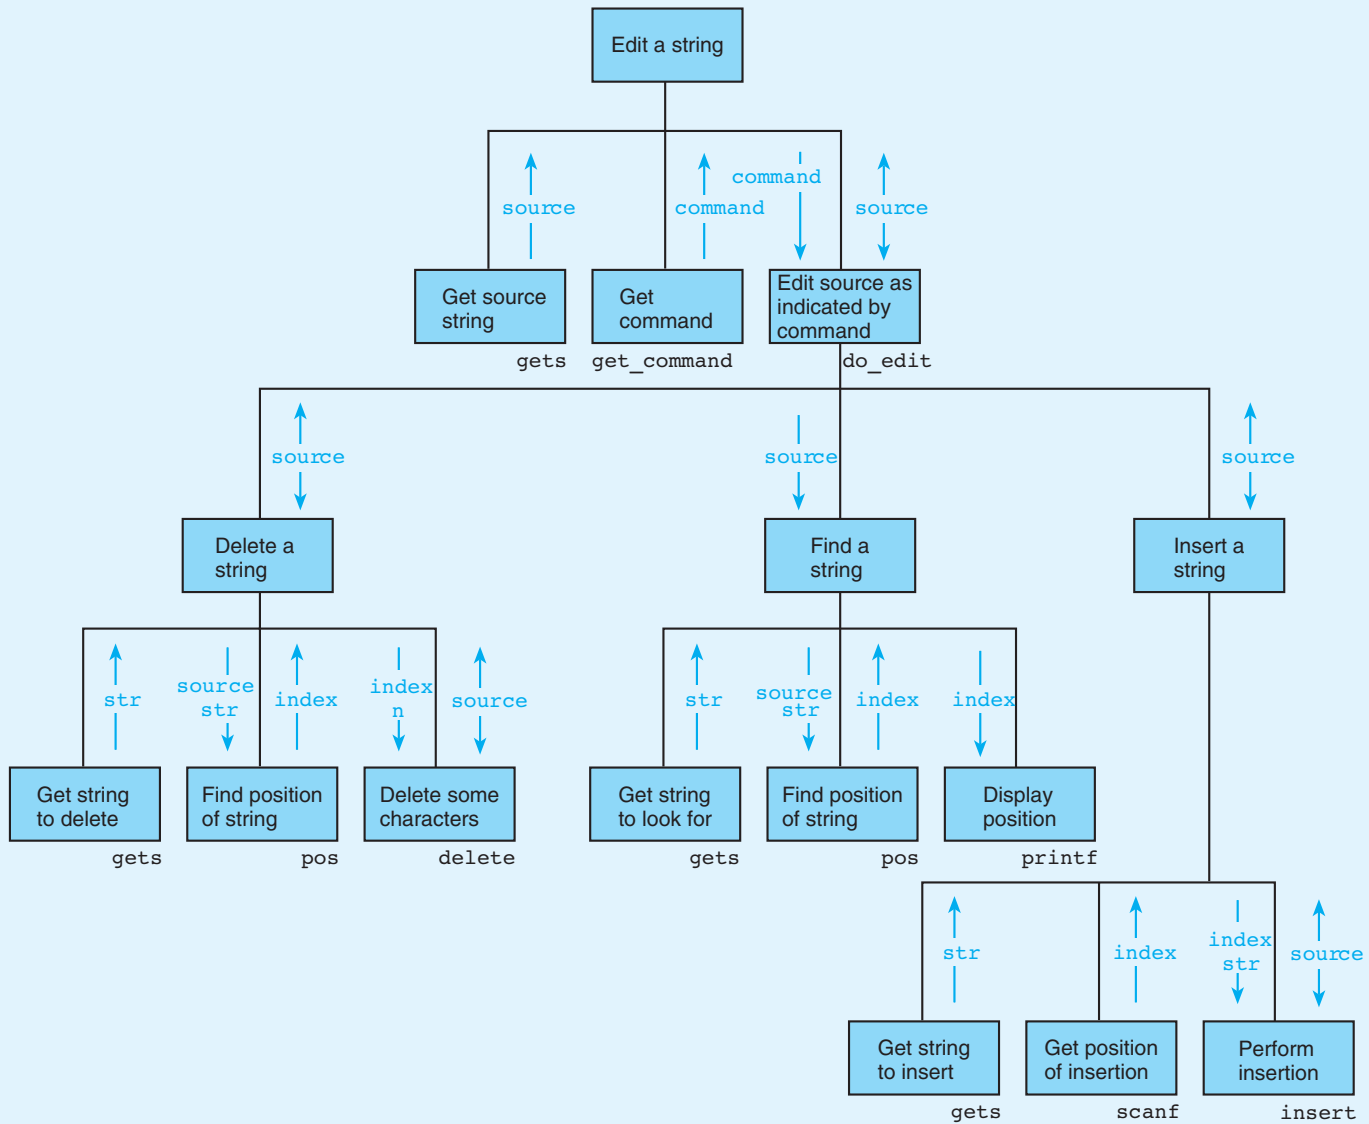 Edit a string
source
command
command
source
Get source
string
gets
Get
command
get_command
Edit source as
indicated by
command
do_edit
source
source
source
Delete a
string
Find a
string
Insert a
string
str
source
str
index
index
n
source
str
source
str
index
index
Get string
to delete
gets
Find position
of string
pos
Delete some
characters
delete
Get string
to look for
gets
Find position
of string
pos
Display
position
printf
str
index
index
str
source
Get string
to insert
gets
Get position
of insertion
scanf
Perform
insertion
insert